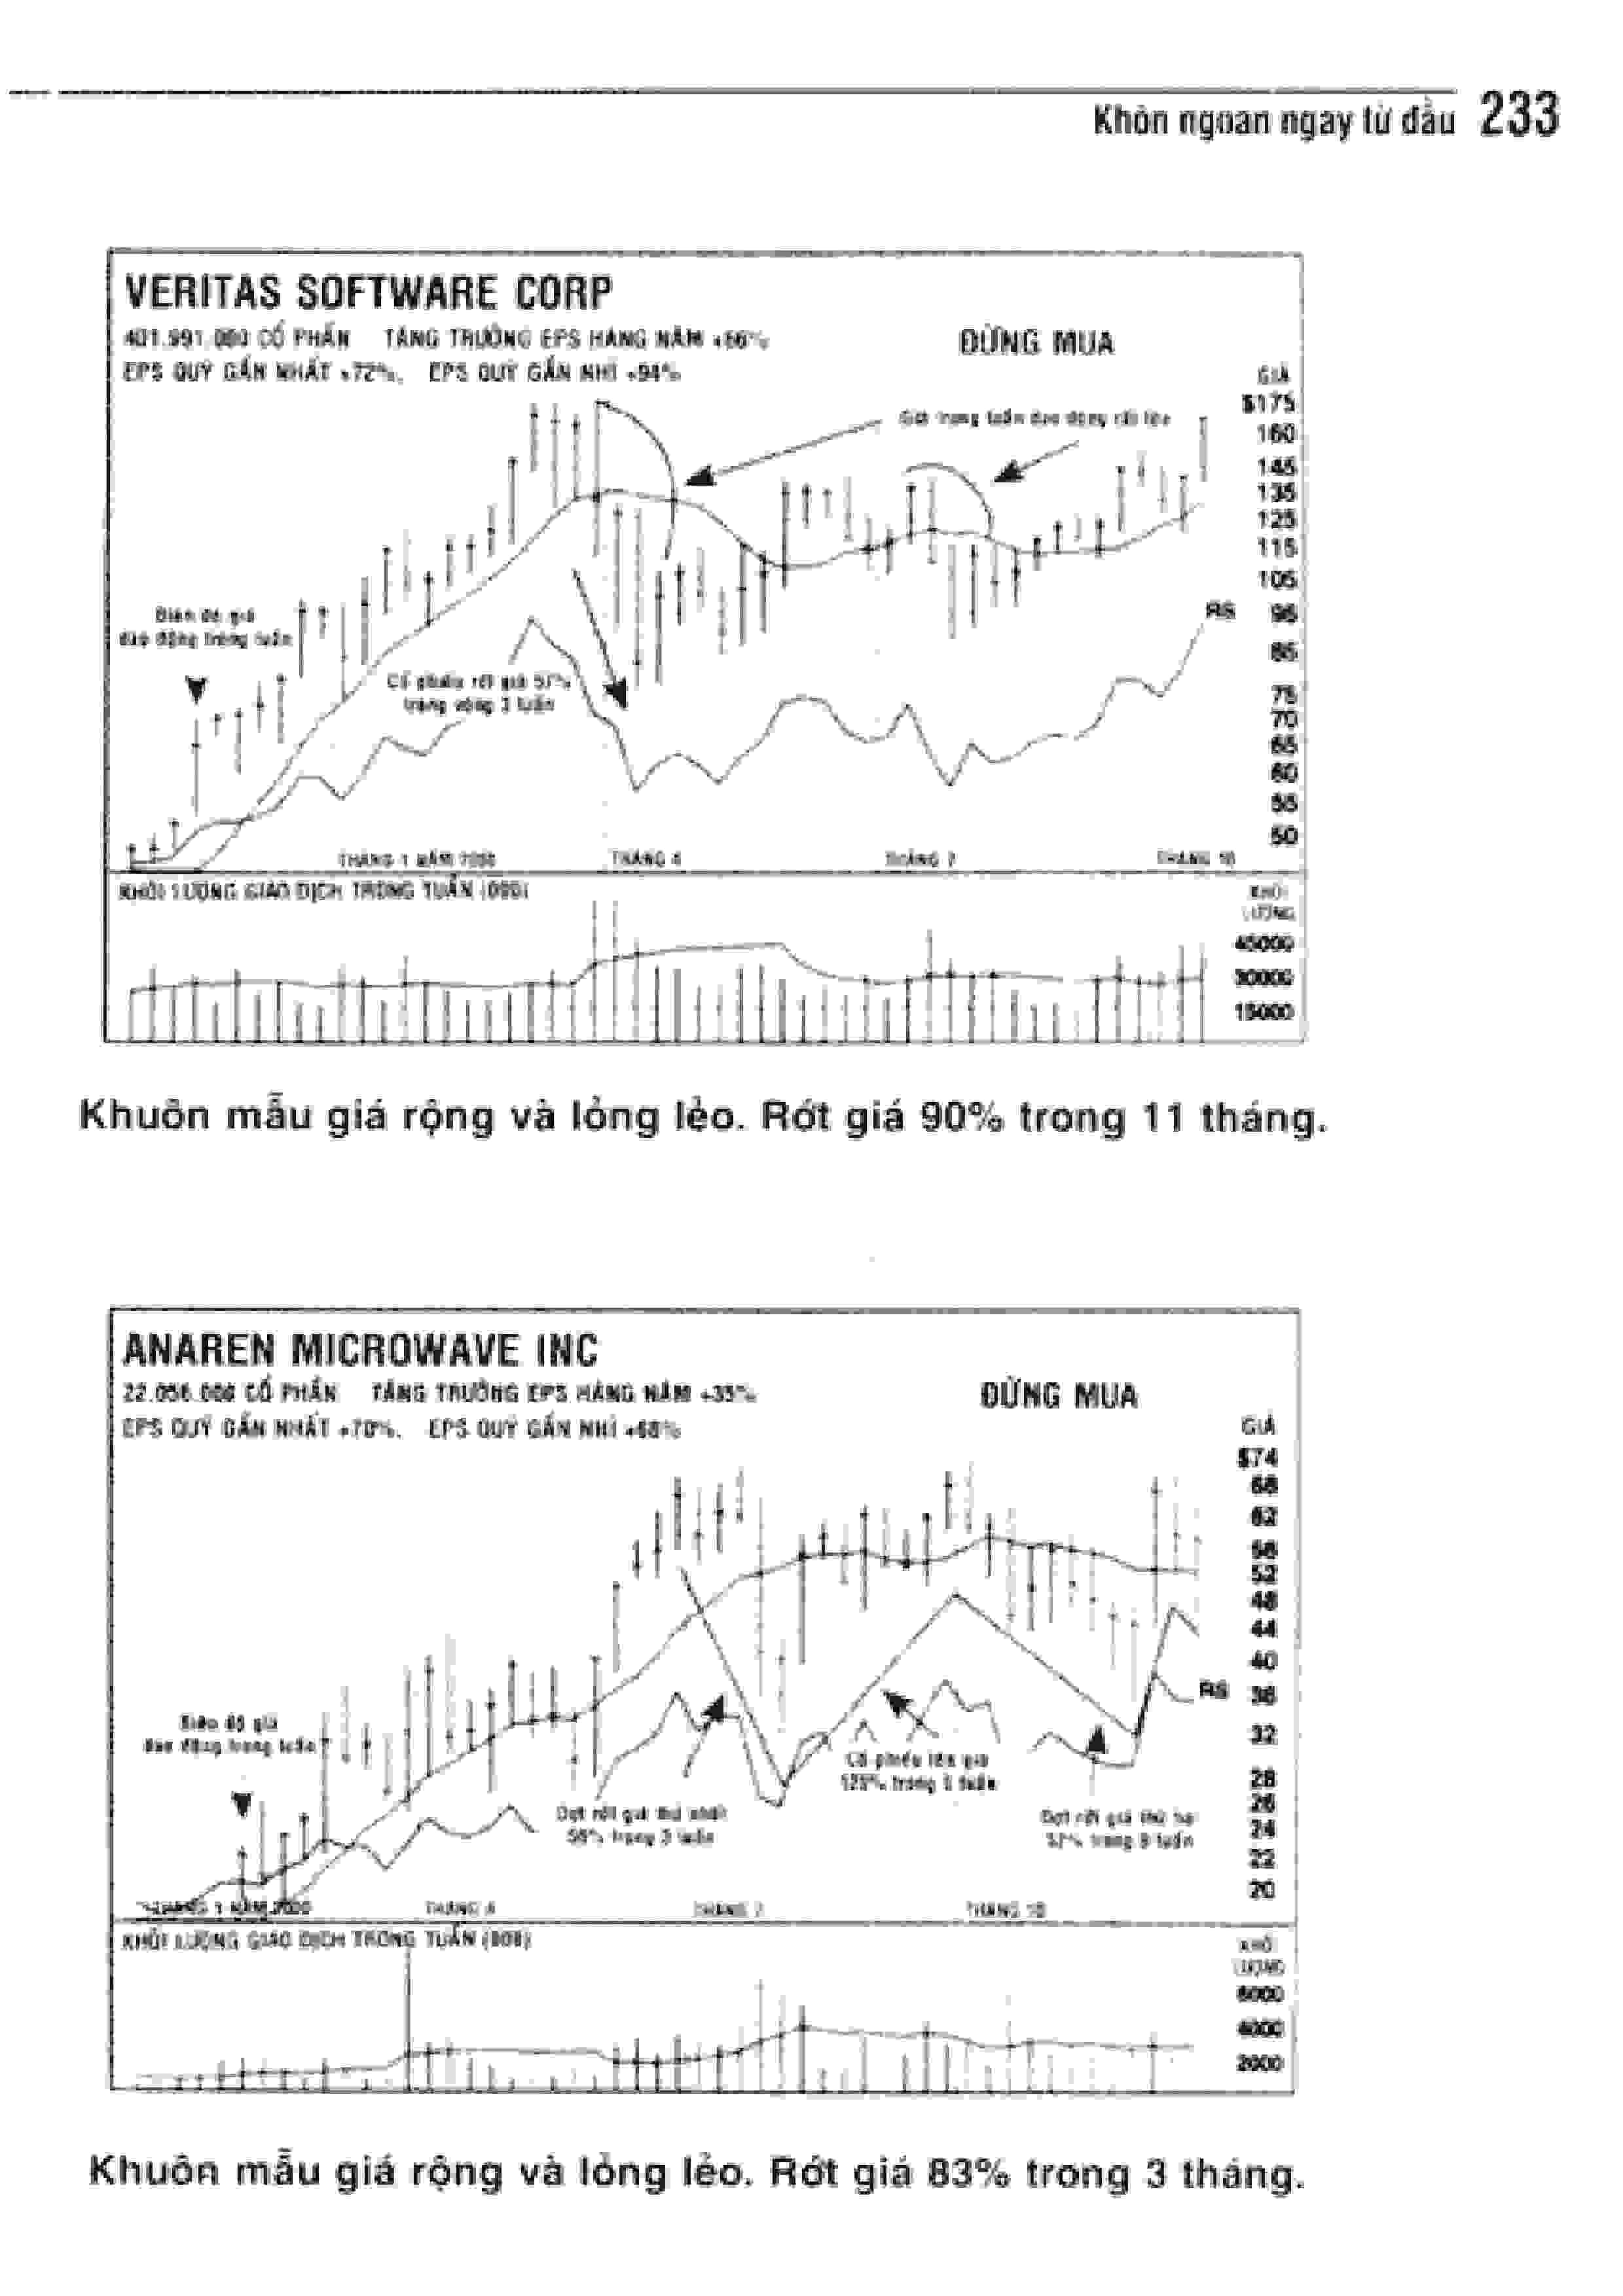 Khôn ngoan ngay từ đầu 233
VERITAS SOFTWARE CORP
401.991.000 CỔ PHẦN TĂNG TRƯỞNG EPS HÀNG NĂM +66%
ĐỪNG MUA
EPS QUÝ GẦN NHẤT +72%, EPS QUÝ GẦN NHÌ +94%
GIÁ
$175
160
145
135
125
115
105
95
85
75
70
65
60
55
50
RS
Giá trong tuần dao động rất lớn
Biên độ giá
dao động trong tuần
Cổ phiếu rớt giá
trong vòng 3 tuần
THÁNG 1 NĂM 2000 THÁNG 4 THÁNG 7 THÁNG 10
KHỐI LƯỢNG GIAO DỊCH TRONG TUẦN (000)
KHỐI
LƯỢNG
45000
30000
15000
Khuôn mẫu giá rộng và lỏng lẻo. Rớt giá 90% trong 11 tháng.
ANAREN MICROWAVE INC
22.056.000 CỔ PHẦN TĂNG TRƯỞNG EPS HÀNG NĂM +35%
ĐỪNG MUA
EPS QUÝ GẦN NHẤT +70%, EPS QUÝ GẦN NHÌ +68%
GIÁ
$74
68
62
56
52
48
44
40
36
32
28
26
24
22
20
RS
Biên độ giá
dao động trong tuần
Cổ phiếu lên giá
trong tuần
Đợt rớt giá thứ nhất
trong 3 tuần
Đợt rớt giá thứ hai
trong tuần
THÁNG 1 NĂM 2000 THÁNG 4 THÁNG 7 THÁNG 10
KHỐI LƯỢNG GIAO DỊCH TRONG TUẦN (000)
KHỐI
LƯỢNG
6000
4000
2000
Khuôn mẫu giá rộng và lỏng lẻo. Rớt giá 83% trong 3 tháng.